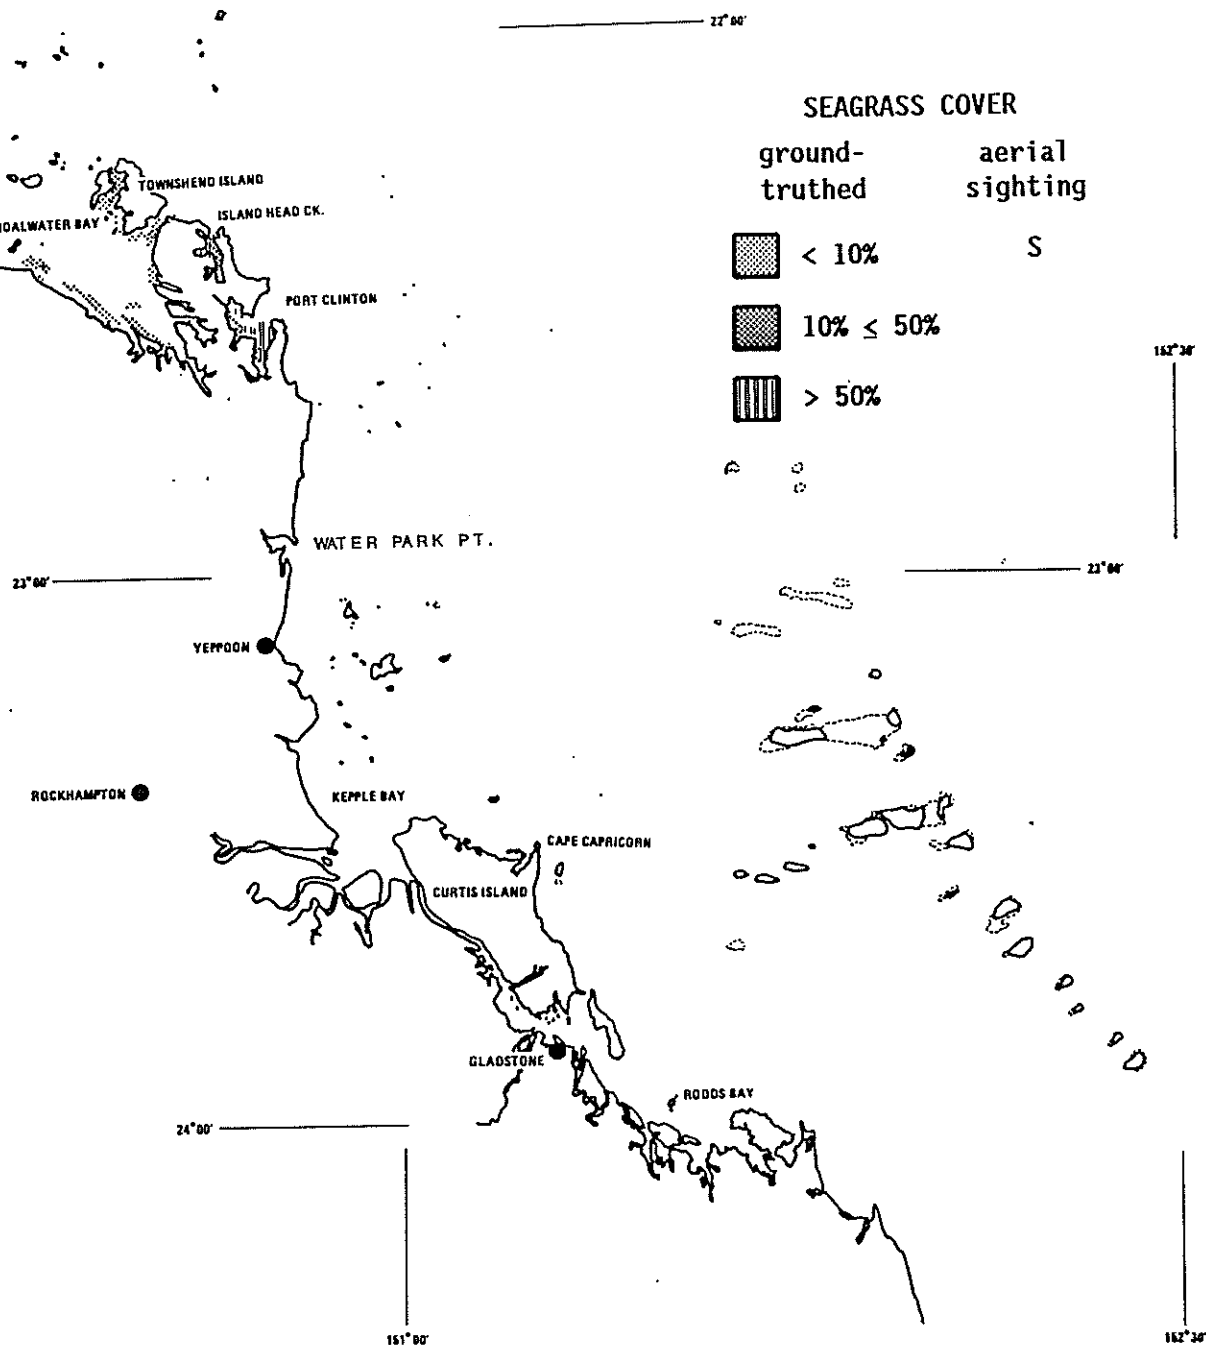 22°00'
SEAGRASS COVER
ground-
truthed
aerial
sighting
< 10%
S
10% ≤ 50%
> 50%
TOWNSHEND ISLAND
OALWATER BAY
ISLAND HEAD CK.
PORT CLINTON
152°30'
WATER PARK PT.
23°00'
23°00'
YEPPOON
ROCKHAMPTON
KEPPLE BAY
CAPE CAPRICORN
CURTIS ISLAND
GLADSTONE
RODDS BAY
24°00'
151°00'
152°30'